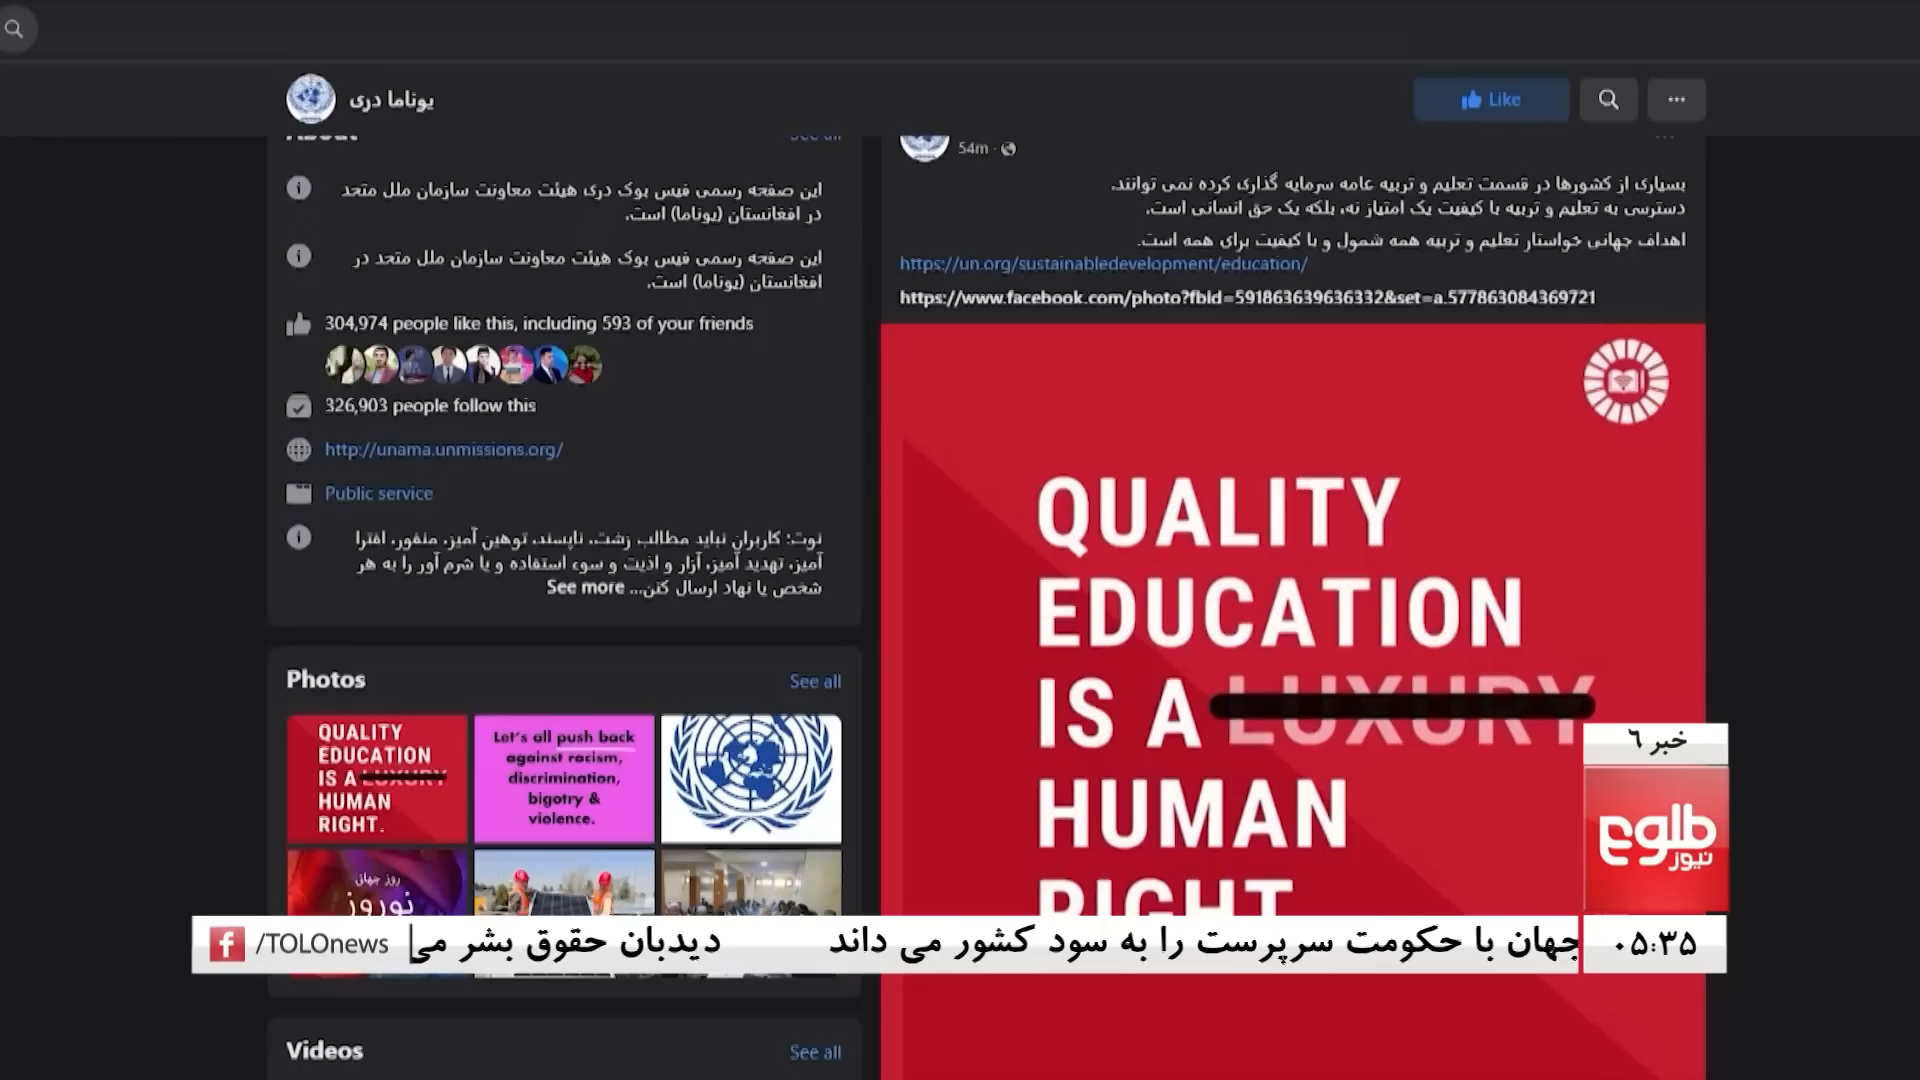 یوناما دری
Like
About
See all
این صفحه رسمی فیس بوک دری هیئت معاونت سازمان ملل متحد
در افغانستان (یوناما) است.
این صفحه رسمی فیس بوک هیئت معاونت سازمان ملل متحد در
افغانستان (یوناما) است.
304,974 people like this, including 593 of your friends
326,903 people follow this
http://unama.unmissions.org/
Public service
نوت: کاربران نباید مطالب زشت، ناپسند، توهین آمیز، منفور، افترا
آمیز، تهدید آمیز، آزار و اذیت و سوء استفاده و یا شرم آور را به هر
شخص یا نهاد ارسال کنن... See more
Photos
See all
QUALITY
EDUCATION
IS A LUXURY
HUMAN
RIGHT.
Let's all push back
against racism,
discrimination,
bigotry &
violence.
روز جهانی
نوروز
Videos
See all
54m
بسیاری از کشورها در قسمت تعلیم و تربیه عامه سرمایه گذاری کرده نمی توانند.
دسترسی به تعلیم و تربیه با کیفیت یک امتیاز نه، بلکه یک حق انسانی است.
اهداف جهانی خواستار تعلیم و تربیه همه شمول و با کیفیت برای همه است.
https://un.org/sustainabledevelopment/education/
https://www.facebook.com/photo?fbid=591863639636332&set=a.577863084369721
QUALITY
EDUCATION
IS A LUXURY
HUMAN
RIGHT
خبر ۶
طلوع
نیوز
/TOLOnews
جهان با حکومت سرپرست را به سود کشور می داند
دیدبان حقوق بشر می
۰۵:۳۵